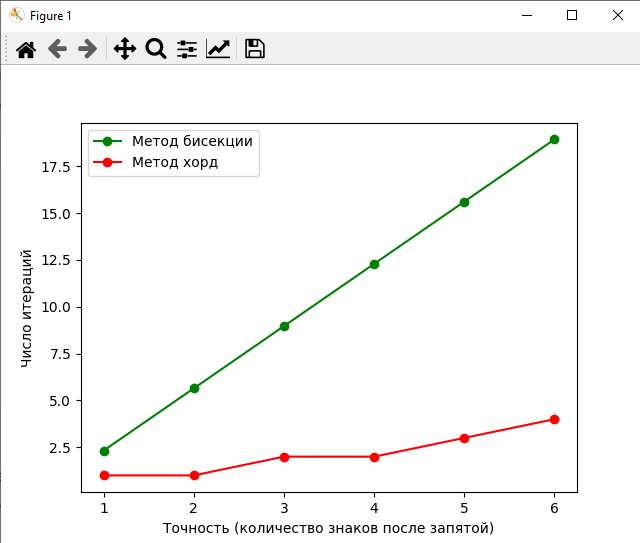 Figure 1
Метод бисекции
Метод хорд
17.5
15.0
12.5
10.0
7.5
5.0
2.5
Число итераций
1 2 3 4 5 6
Точность (количество знаков после запятой)